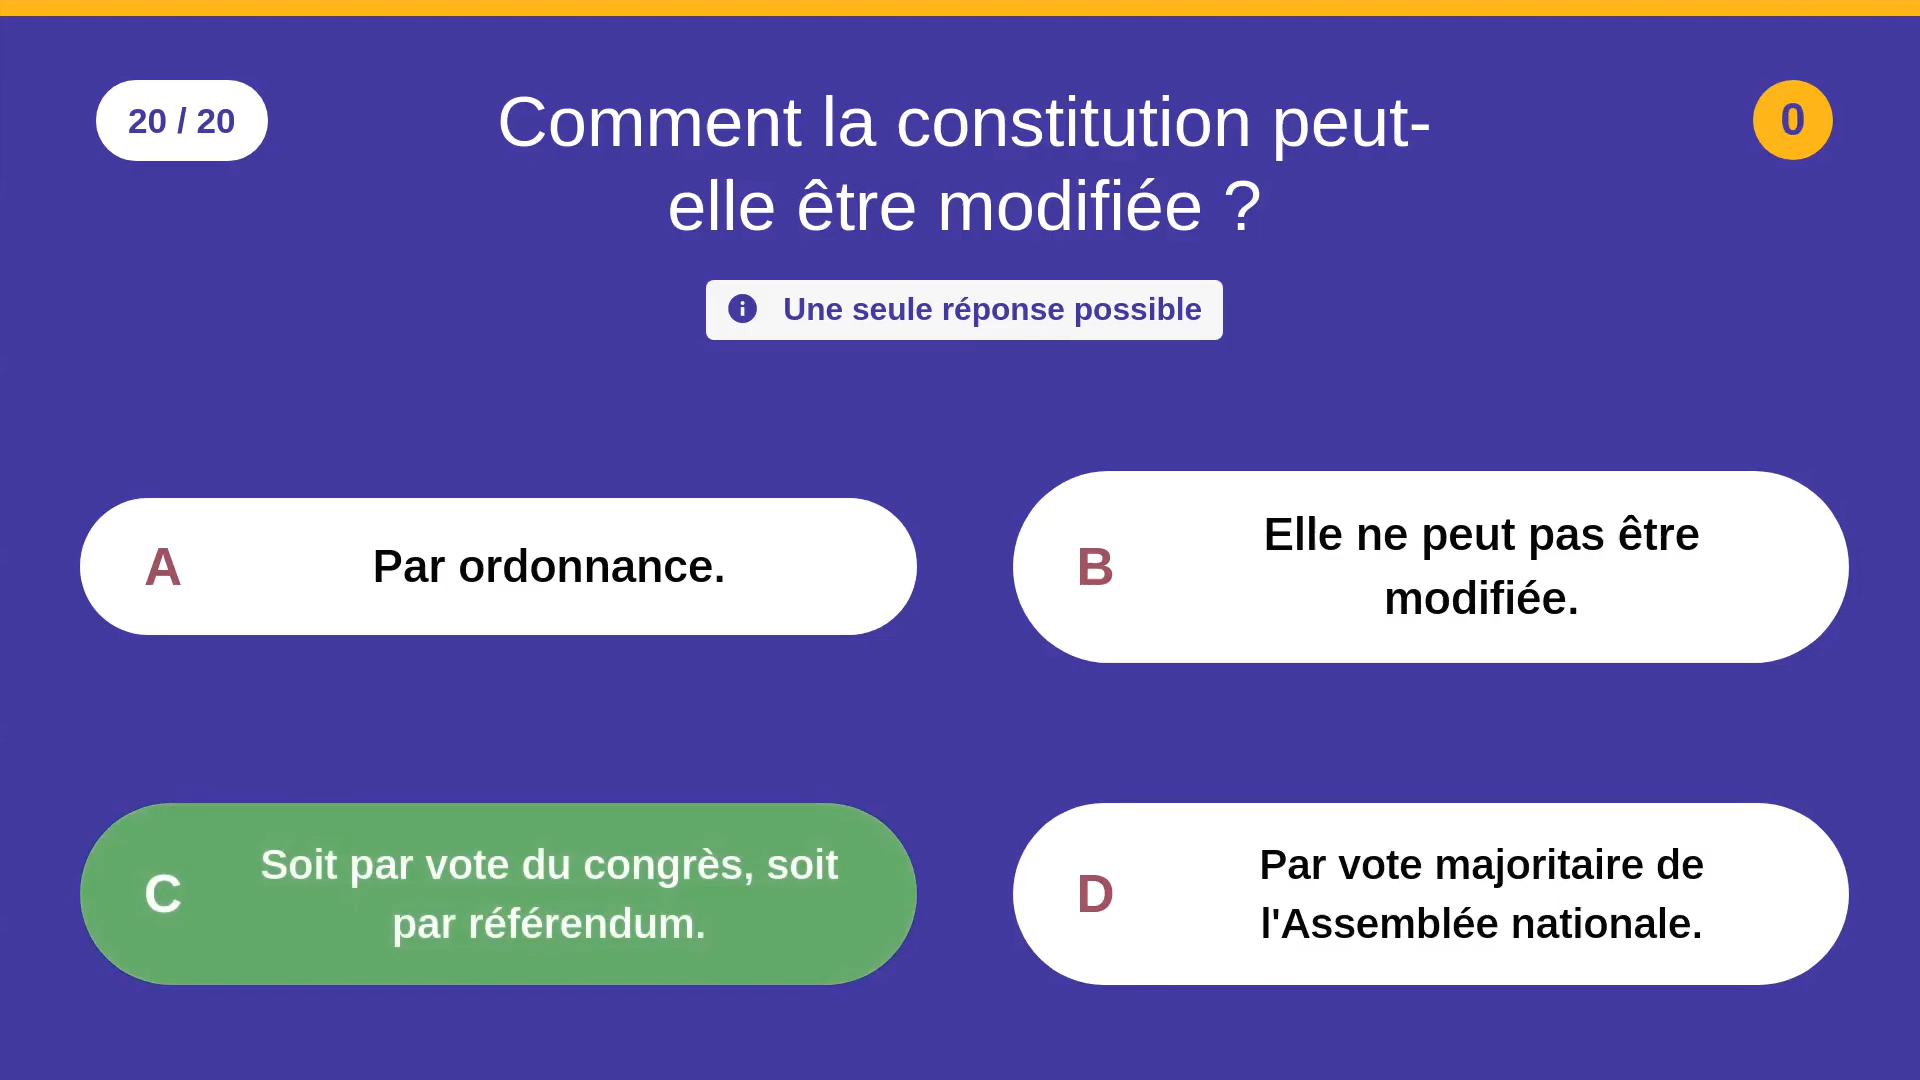 20 / 20
Comment la constitution peut-
elle être modifiée ?
0
Une seule réponse possible
A
Par ordonnance.
B
Elle ne peut pas être
modifiée.
C
Soit par vote du congrès, soit
par référendum.
D
Par vote majoritaire de
l'Assemblée nationale.